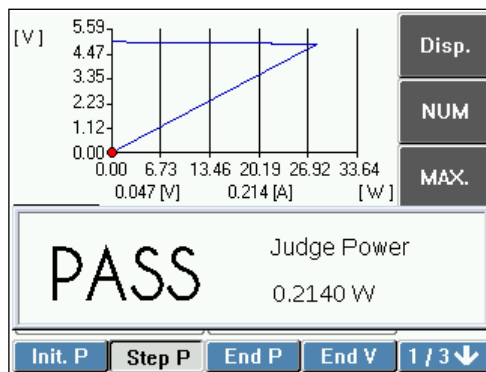 [V]
5.59
4.47
3.35
2.23
1.12
0.00
0.00 6.73 13.46 20.19 26.92 33.64
0.047 [V] 0.214 [A] [W]
Disp.
NUM
MAX.
PASS
Judge Power
0.2140 W
Init. P Step P End P End V 1 / 3